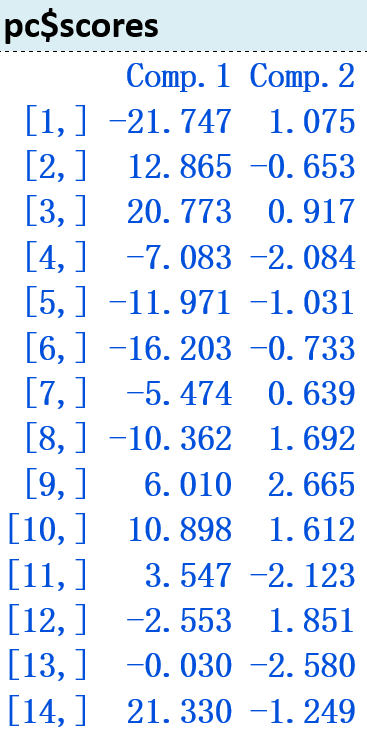 pc$scores
Comp.1 Comp.2
[1,] -21.747 1.075
[2,] 12.865 -0.653
[3,] 20.773 0.917
[4,] -7.083 -2.084
[5,] -11.971 -1.031
[6,] -16.203 -0.733
[7,] -5.474 0.639
[8,] -10.362 1.692
[9,] 6.010 2.665
[10,] 10.898 1.612
[11,] 3.547 -2.123
[12,] -2.553 1.851
[13,] -0.030 -2.580
[14,] 21.330 -1.249